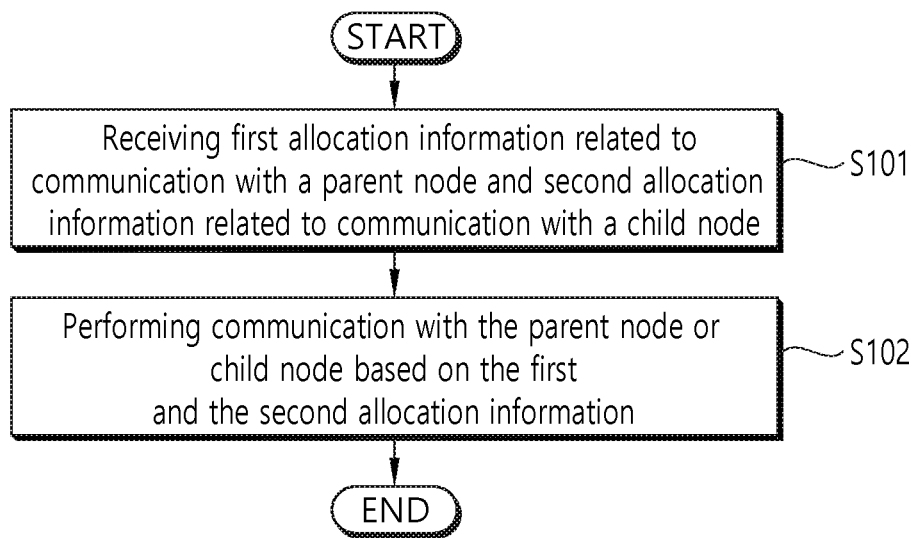 START
Receiving first allocation information related to
communication with a parent node and second allocation
information related to communication with a child node
S101
Performing communication with the parent node or
child node based on the first
and the second allocation information
S102
END